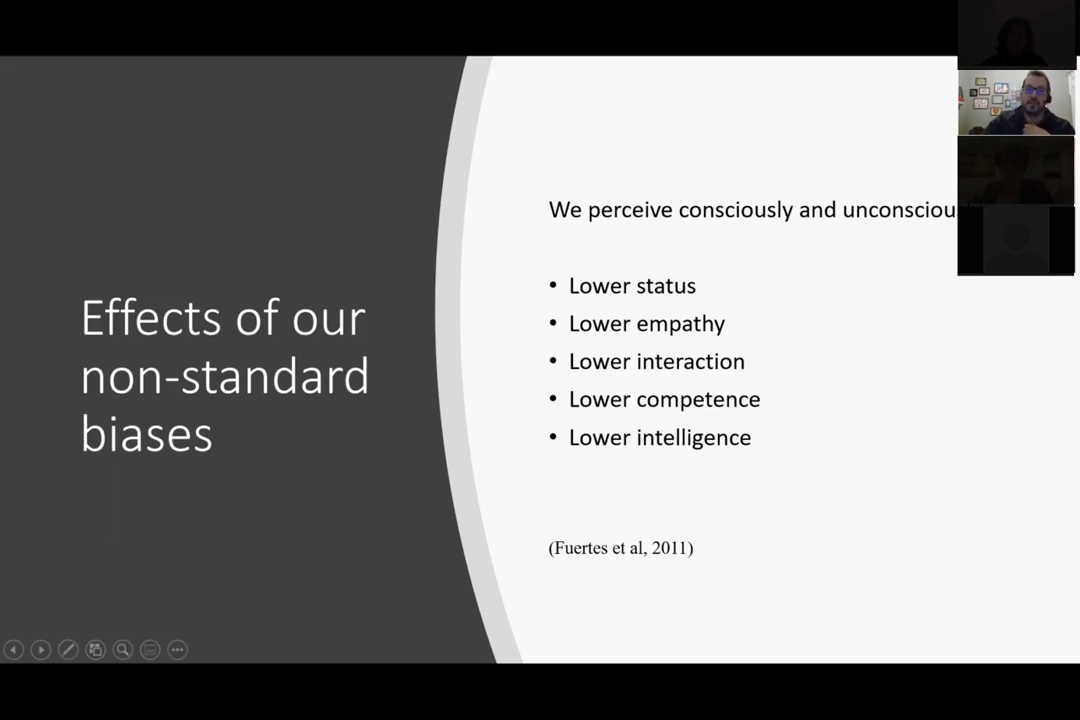 Effects of our
non-standard
biases
We perceive consciously and
• Lower status
• Lower empathy
• Lower interaction
• Lower competence
• Lower intelligence
(Fuertes et al, 2011)